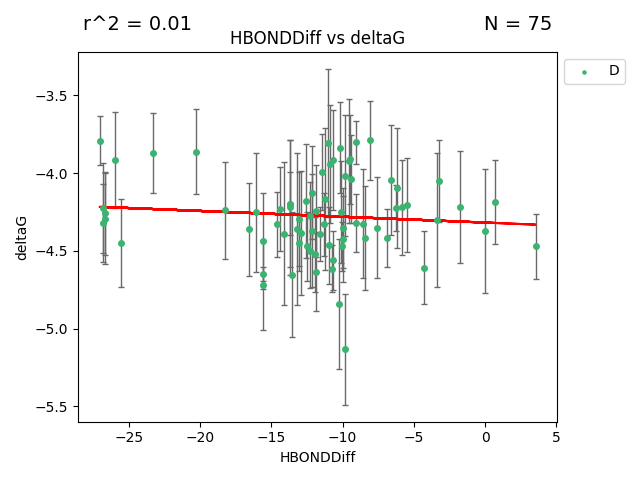 r^2 = 0.01
N = 75
HBONDDiff vs deltaG
D
deltaG
−3.5
−4.0
−4.5
−5.0
−5.5
−25 −20 −15 −10 −5 0 5
HBONDDiff